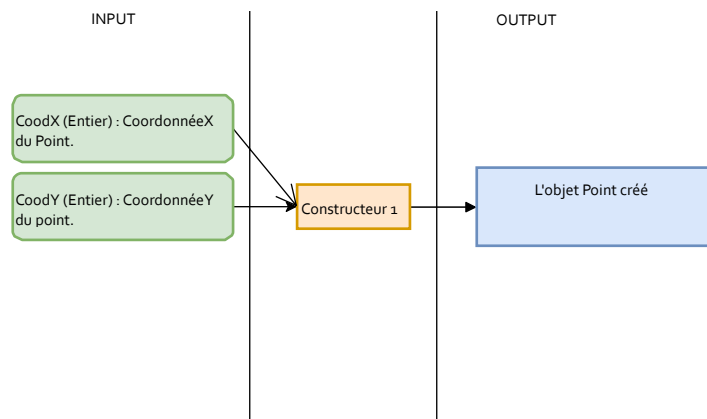 INPUT
OUTPUT
CoodX (Entier) : CoordonnéeX
du Point.
CoodY (Entier) : CoordonnéeY
du point.
Constructeur 1
L'objet Point créé